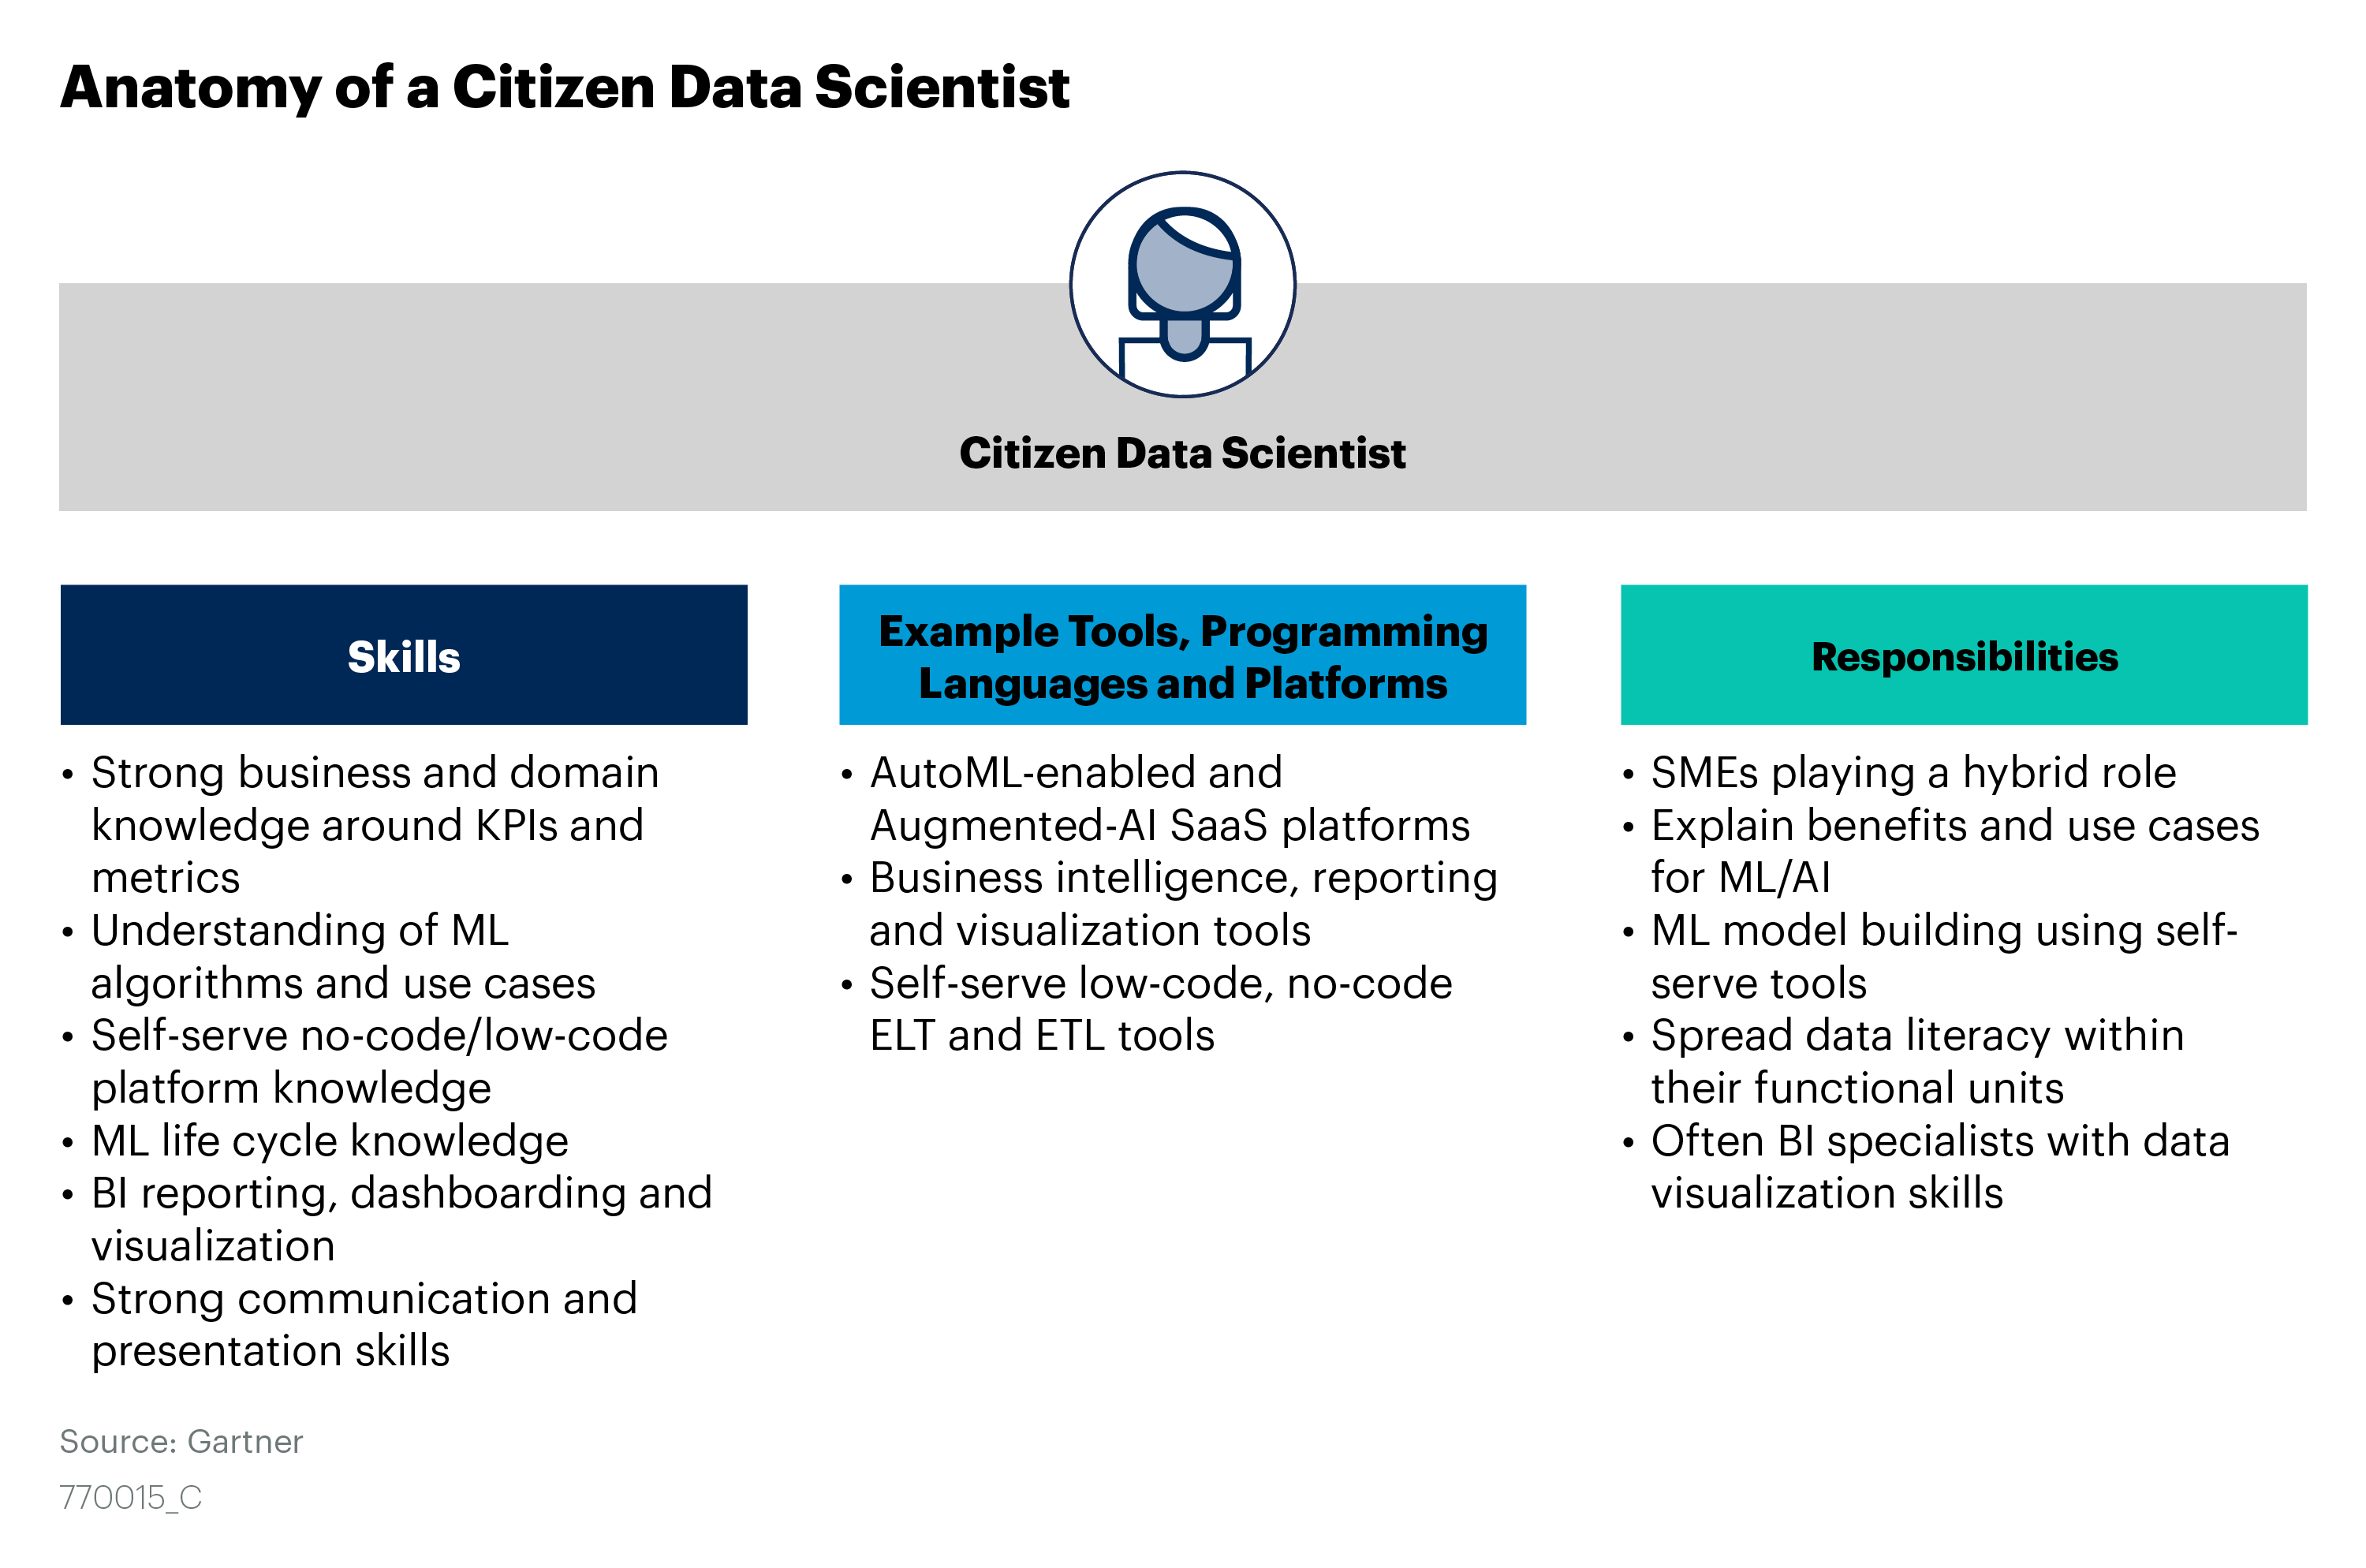 Anatomy of a Citizen Data Scientist
Citizen Data Scientist
Skills
• Strong business and domain
knowledge around KPIs and
metrics
• Understanding of ML
algorithms and use cases
• Self-serve no-code/low-code
platform knowledge
• ML life cycle knowledge
• BI reporting, dashboarding and
visualization
• Strong communication and
presentation skills
Example Tools, Programming
Languages and Platforms
• AutoML-enabled and
Augmented-AI SaaS platforms
• Business intelligence, reporting
and visualization tools
• Self-serve low-code, no-code
ELT and ETL tools
Responsibilities
• SMEs playing a hybrid role
• Explain benefits and use cases
for ML/AI
• ML model building using self-
serve tools
• Spread data literacy within
their functional units
• Often BI specialists with data
visualization skills
Source: Gartner
770015_C